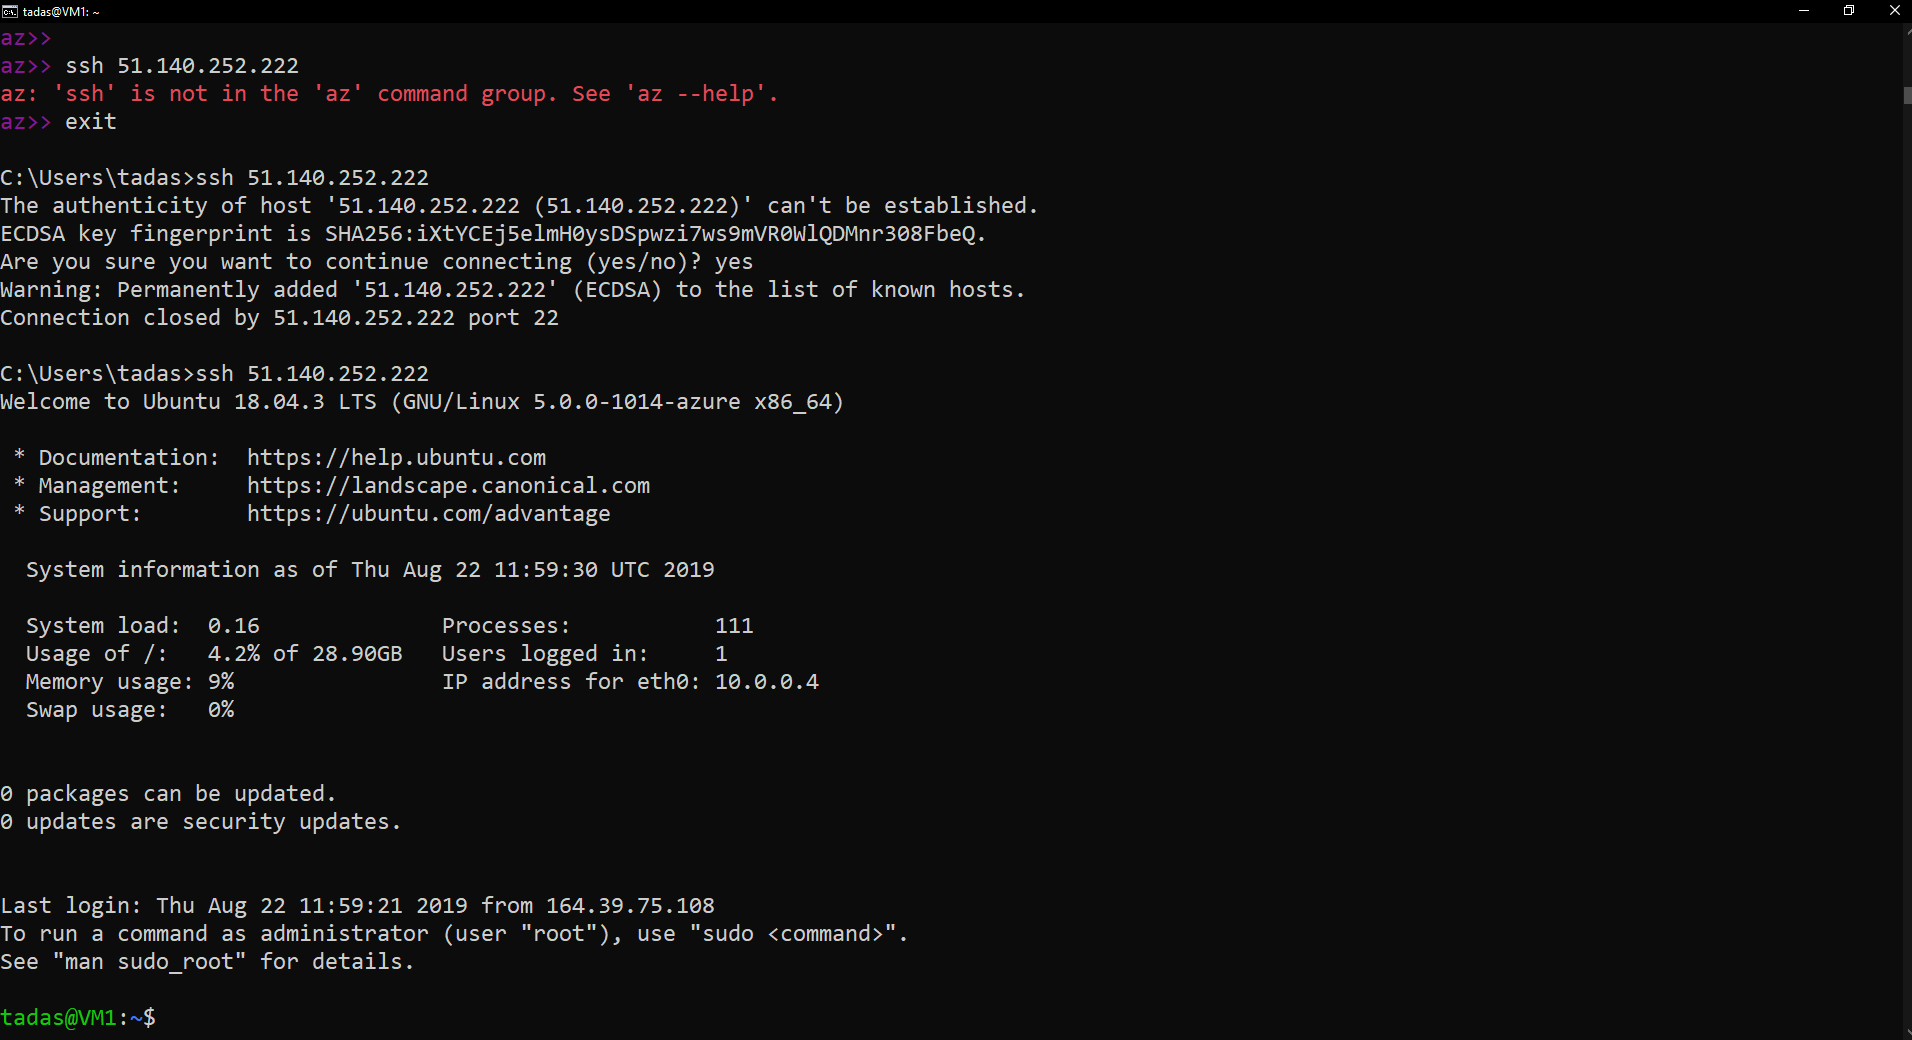 tadas@VM1: ~
az>>
az>> ssh 51.140.252.222
az: 'ssh' is not in the 'az' command group. See 'az --help'.
az>> exit
C:\Users\tadas>ssh 51.140.252.222
The authenticity of host '51.140.252.222 (51.140.252.222)' can't be established.
ECDSA key fingerprint is SHA256:iXtYCEj5elmH0ysDSpwzi7ws9mVR0WlQDMnr308FbeQ.
Are you sure you want to continue connecting (yes/no)? yes
Warning: Permanently added '51.140.252.222' (ECDSA) to the list of known hosts.
Connection closed by 51.140.252.222 port 22
C:\Users\tadas>ssh 51.140.252.222
Welcome to Ubuntu 18.04.3 LTS (GNU/Linux 5.0.0-1014-azure x86_64)
* Documentation:  https://help.ubuntu.com
* Management:     https://landscape.canonical.com
* Support:        https://ubuntu.com/advantage
System information as of Thu Aug 22 11:59:30 UTC 2019
System load:  0.16              Processes:           111
Usage of /:   4.2% of 28.90GB   Users logged in:     1
Memory usage: 9%                IP address for eth0: 10.0.0.4
Swap usage:   0%
0 packages can be updated.
0 updates are security updates.
Last login: Thu Aug 22 11:59:21 2019 from 164.39.75.108
To run a command as administrator (user "root"), use "sudo <command>".
See "man sudo_root" for details.
tadas@VM1:~$